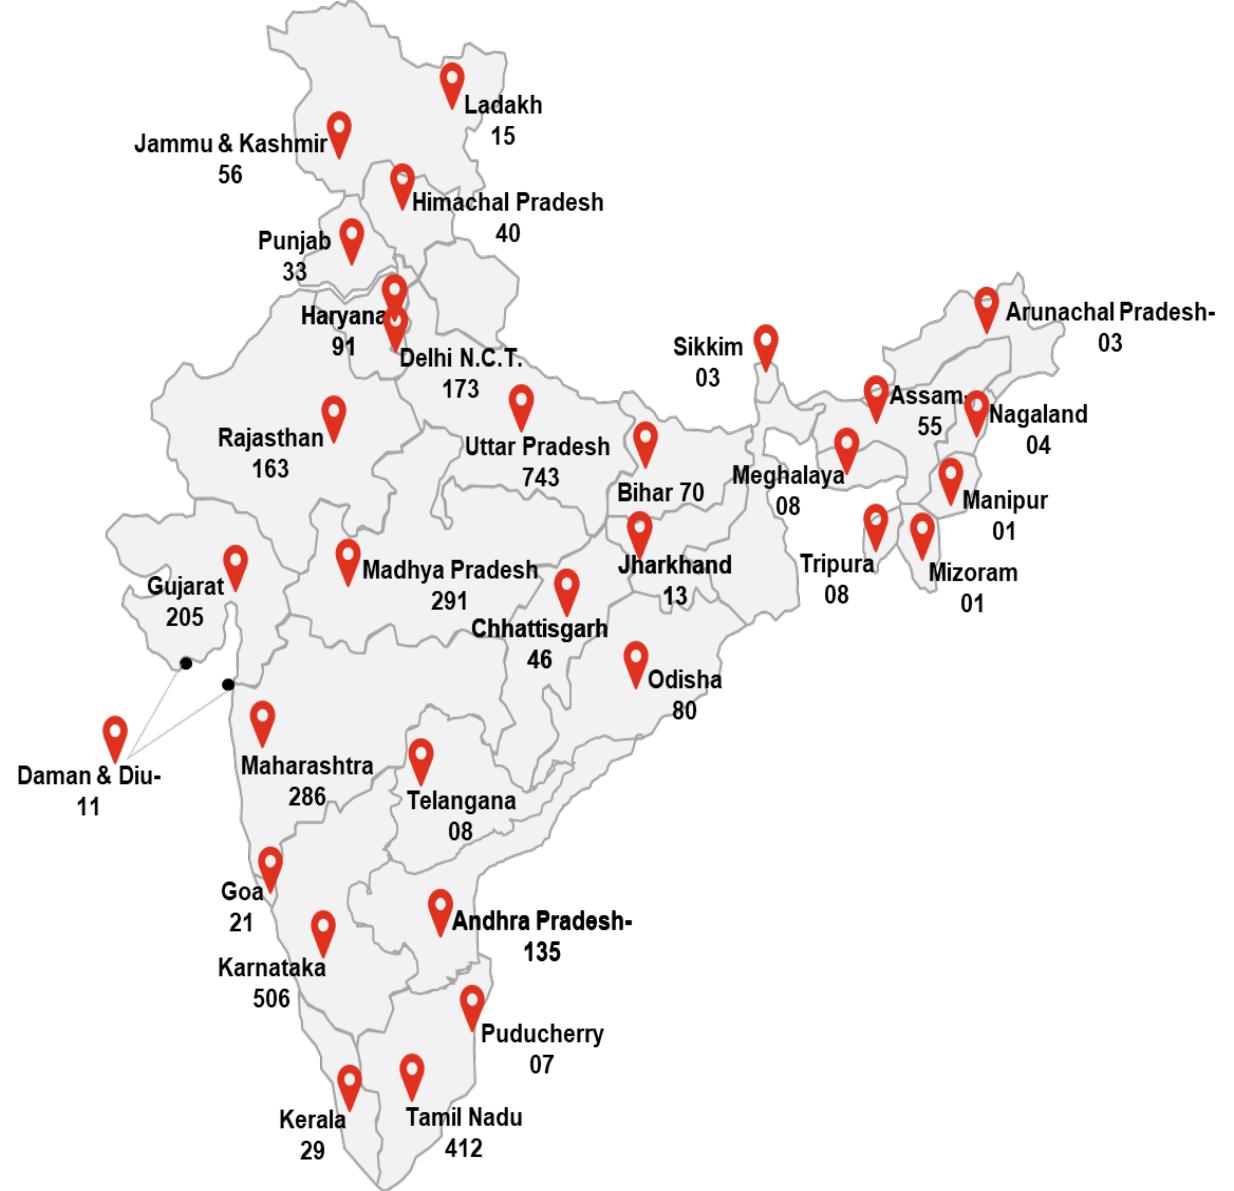 Ladakh
15
Jammu & Kashmir
56
Himachal Pradesh
40
Punjab
33
Haryana
91
Delhi N.C.T.
173
Sikkim
03
Arunachal Pradesh-
03
Assam-
55
Nagaland
04
Rajasthan
163
Uttar Pradesh
743
Bihar 70
Meghalaya
08
Manipur
01
Tripura
08
Mizoram
01
Gujarat
205
Madhya Pradesh
291
Jharkhand
13
Chhattisgarh
46
Odisha
80
Daman & Diu-
11
Maharashtra
286
Telangana
08
Goa
21
Andhra Pradesh-
135
Karnataka
506
Puducherry
07
Kerala
29
Tamil Nadu
412